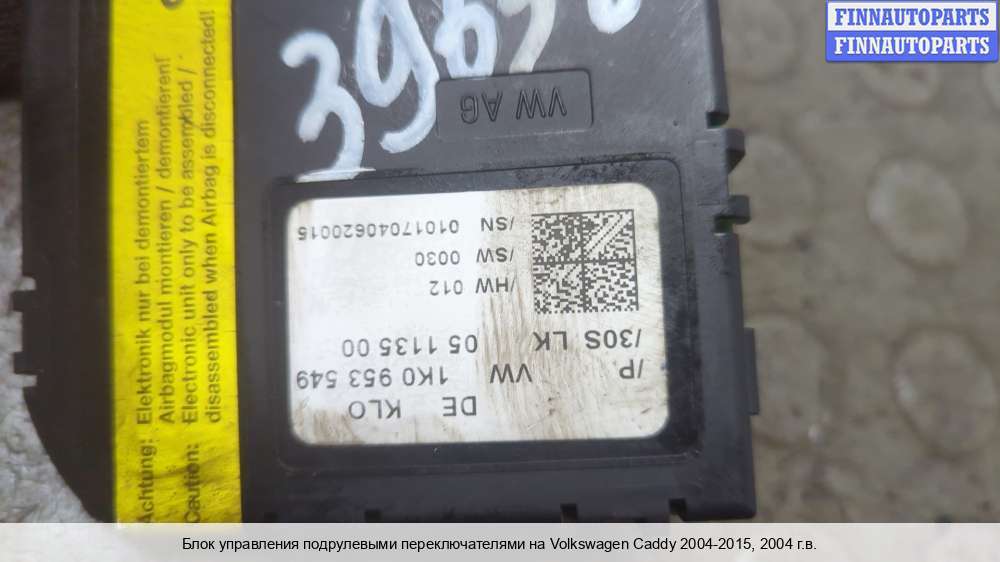 FINNAUTOPARTS
FINNAUTOPARTS
Achtung: Elektronik nur bei demontiertem
Airbagmodul montieren / demontieren!
Caution: Electronic unit only to be assembled /
disassembled when Airbag is disconnected!
VW AG
DE KLO
/P. VW 1K0 953 549
/30S LK 05 1135 00
/HW 012
/SW 0030
/SN 01017040620015
Блок управления подрулевыми переключателями на Volkswagen Caddy 2004-2015, 2004 г.в.